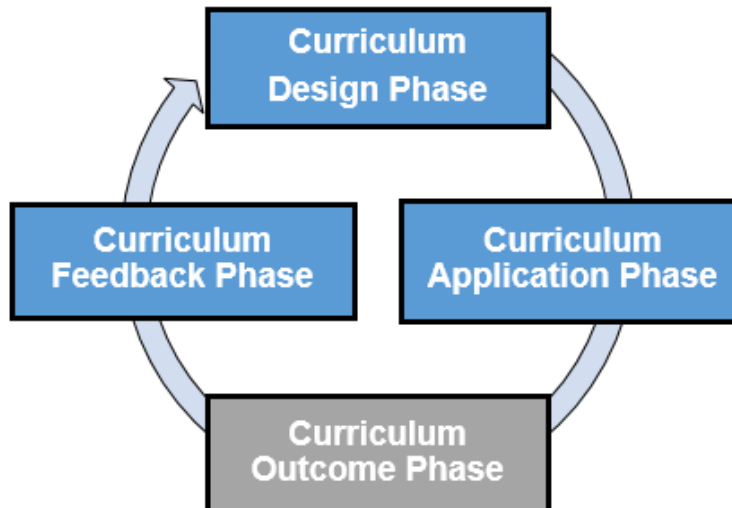 Curriculum
Design Phase
Curriculum
Feedback Phase
Curriculum
Application Phase
Curriculum
Outcome Phase